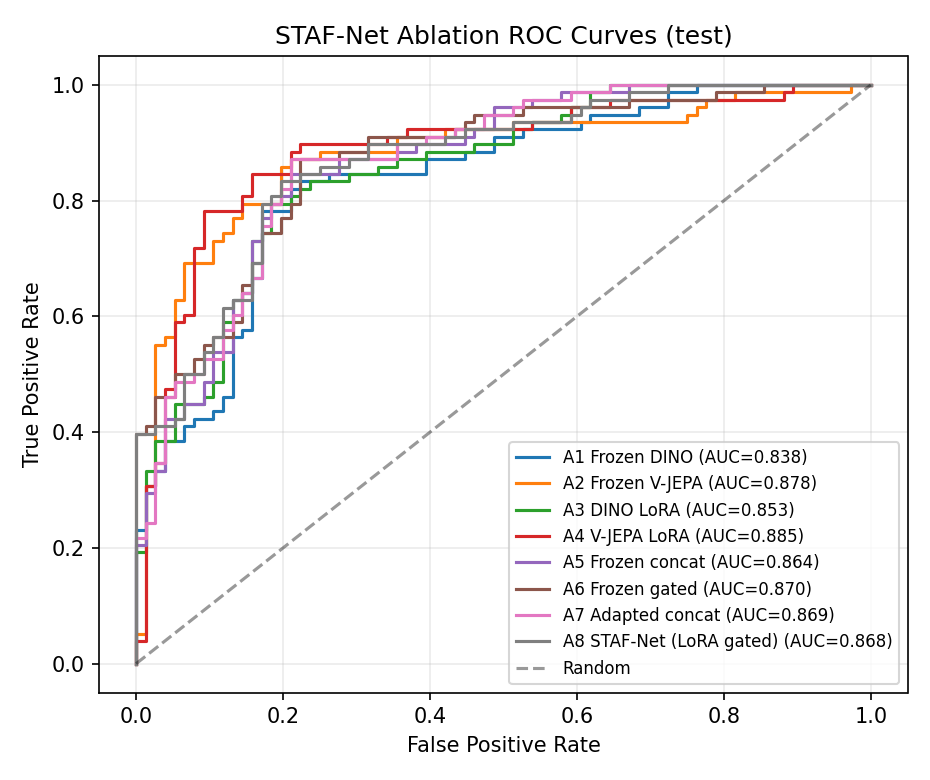 STAF-Net Ablation ROC Curves (test)
True Positive Rate
1.0
0.8
0.6
0.4
0.2
0.0
A1 Frozen DINO (AUC=0.838)
A2 Frozen V-JEPA (AUC=0.878)
A3 DINO LoRA (AUC=0.853)
A4 V-JEPA LoRA (AUC=0.885)
A5 Frozen concat (AUC=0.864)
A6 Frozen gated (AUC=0.870)
A7 Adapted concat (AUC=0.869)
A8 STAF-Net (LoRA gated) (AUC=0.868)
Random
0.0 0.2 0.4 0.6 0.8 1.0
False Positive Rate